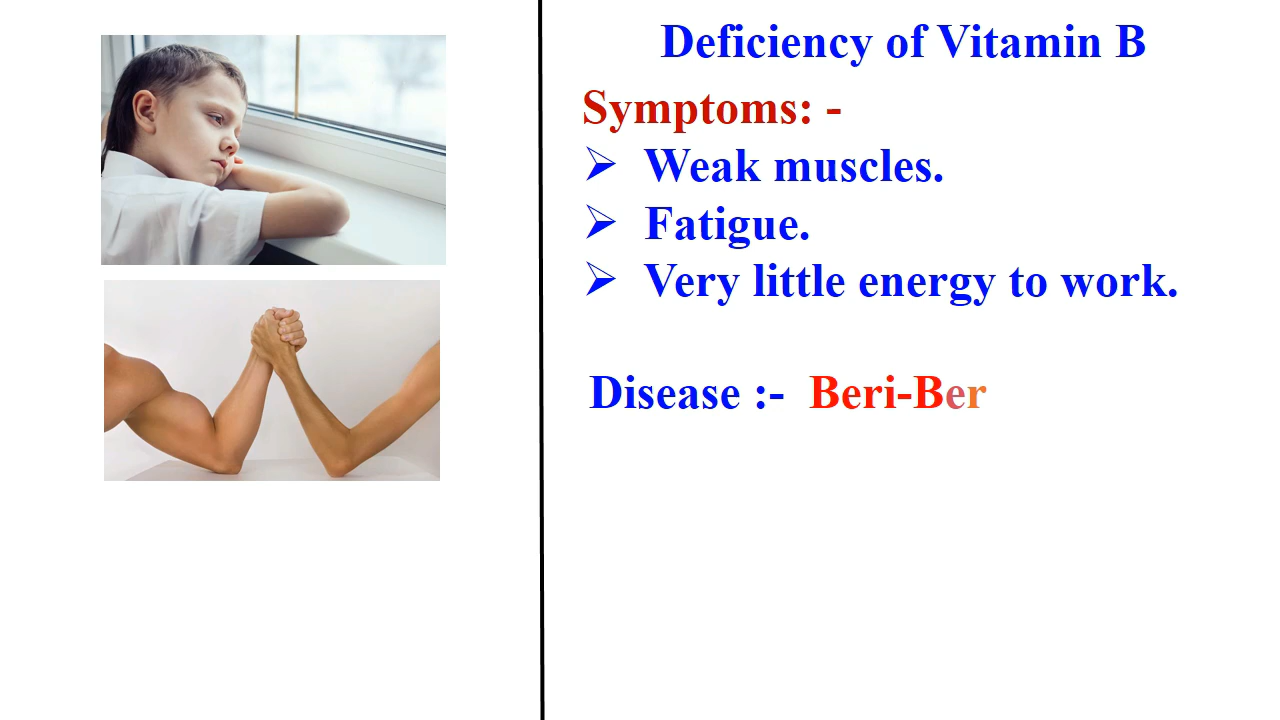 Deficiency of Vitamin B
Symptoms: -
➢ Weak muscles.
➢ Fatigue.
➢ Very little energy to work.
Disease :- Beri-Ber